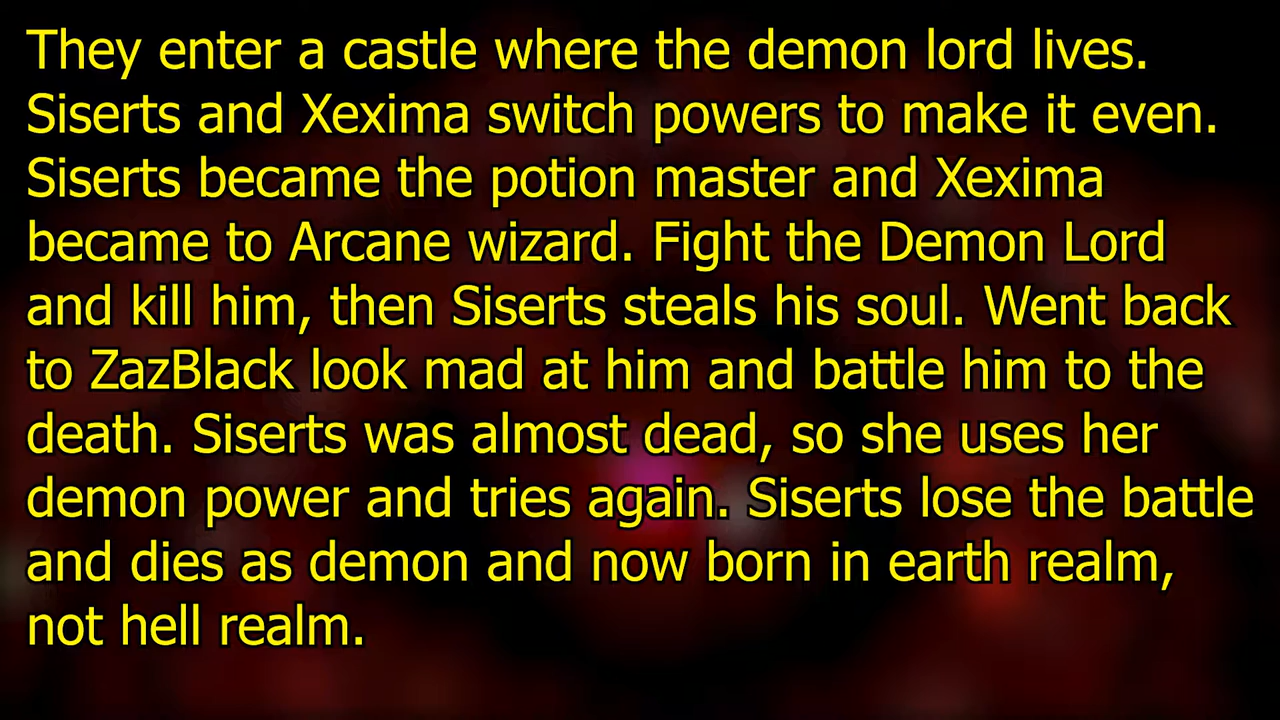 They enter a castle where the demon lord lives.
Siserts and Xexima switch powers to make it even.
Siserts became the potion master and Xexima
became to Arcane wizard. Fight the Demon Lord
and kill him, then Siserts steals his soul. Went back
to ZazBlack look mad at him and battle him to the
death. Siserts was almost dead, so she uses her
demon power and tries again. Siserts lose the battle
and dies as demon and now born in earth realm,
not hell realm.